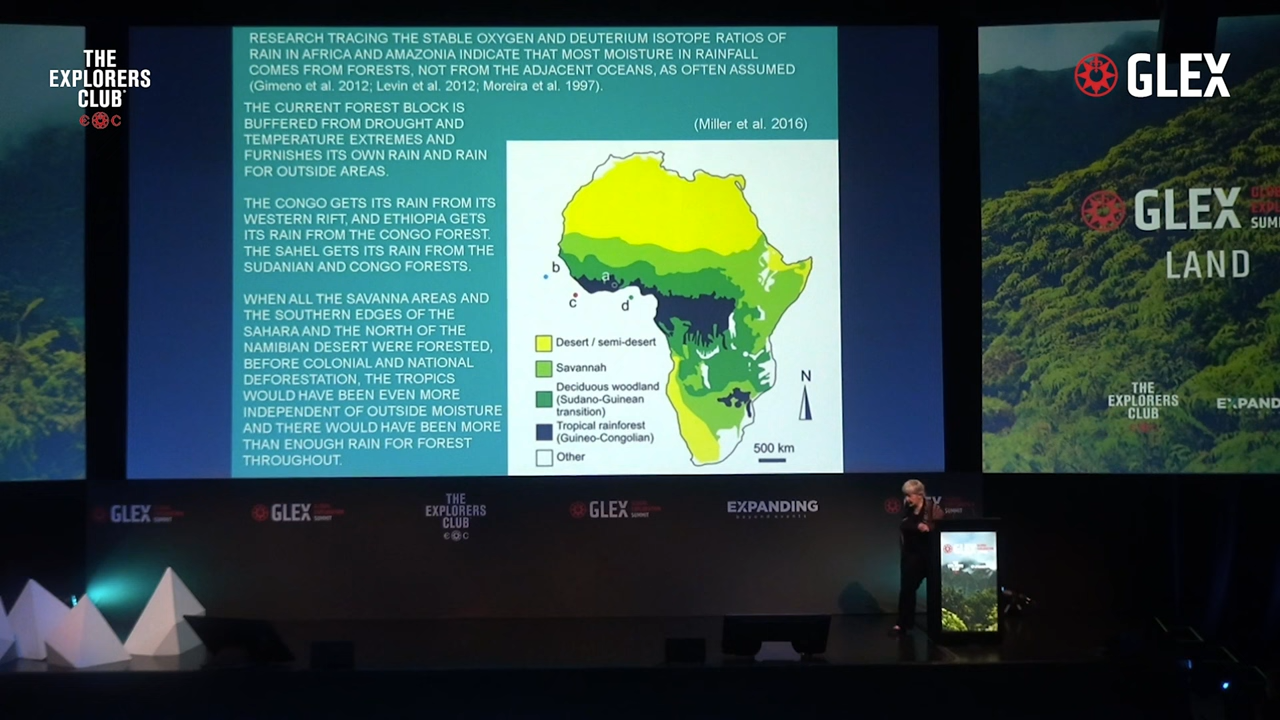 THE
EXPLORERS
CLUB
GLEX
RESEARCH TRACING THE STABLE OXYGEN AND DEUTERIUM ISOTOPE RATIOS OF
RAIN IN AFRICA AND AMAZONIA INDICATE THAT MOST MOISTURE IN RAINFALL
COMES FROM FORESTS, NOT FROM THE ADJACENT OCEANS, AS OFTEN ASSUMED
(Gimeno et al. 2012; Levin et al. 2012; Moreira et al. 1997).
THE CURRENT FOREST BLOCK IS
BUFFERED FROM DROUGHT AND
TEMPERATURE EXTREMES AND
FURNISHES ITS OWN RAIN AND RAIN
FOR OUTSIDE AREAS.
THE CONGO GETS ITS RAIN FROM ITS
WESTERN RIFT, AND ETHIOPIA GETS
ITS RAIN FROM THE CONGO FOREST.
THE SAHEL GETS ITS RAIN FROM THE
SUDANIAN AND CONGO FORESTS.
WHEN ALL THE SAVANNA AREAS AND
THE SOUTHERN EDGES OF THE
SAHARA AND THE NORTH OF THE
NAMIBIAN DESERT WERE FORESTED,
BEFORE COLONIAL AND NATIONAL
DEFORESTATION, THE TROPICS
WOULD HAVE BEEN EVEN MORE
INDEPENDENT OF OUTSIDE MOISTURE
AND THERE WOULD HAVE BEEN MORE
THAN ENOUGH RAIN FOR FOREST
THROUGHOUT.
(Miller et al. 2016)
a
b
c
d
Desert / semi-desert
Savannah
Deciduous woodland
(Sudano-Guinean
transition)
Tropical rainforest
(Guineo-Congolian)
Other
N
500 km
GLEX
SUMM
LAND
THE
EXPLORERS
CLUB
EXPAND
GLEX
SUMMIT
GLEX
SUMMIT
THE
EXPLORERS
CLUB
GLEX
SUMMIT
EXPANDING
EX